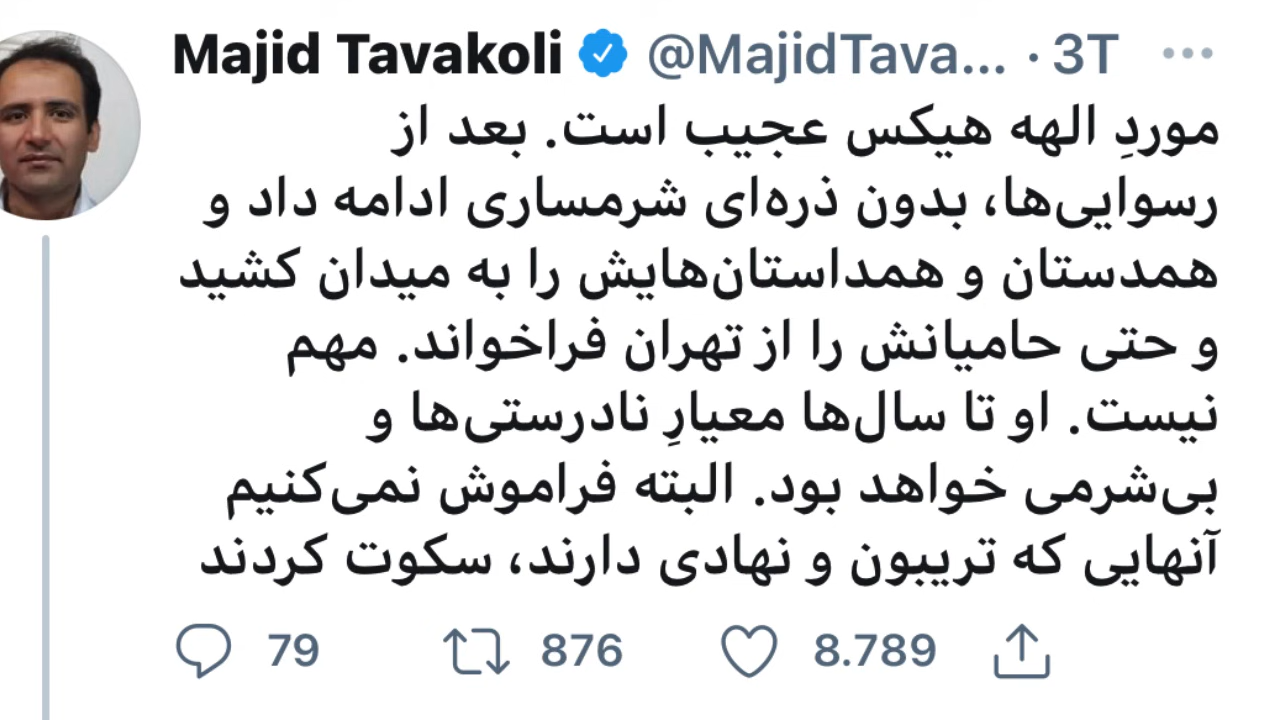 Majid Tavakoli @MajidTava... · 3T
موردِ الهه هیکس عجیب است. بعد از
رسوایی‌ها، بدون ذره‌ای شرمساری ادامه داد و
همدستان و همداستان‌هایش را به میدان کشید
و حتی حامیانش را از تهران فراخواند. مهم
نیست. او تا سال‌ها معیارِ نادرستی‌ها و
بی‌شرمی خواهد بود. البته فراموش نمی‌کنیم
آنهایی که تریبون و نهادی دارند، سکوت کردند
79 876 8.789